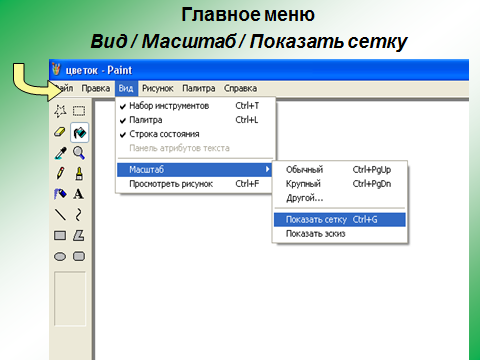 Главное меню
Вид / Масштаб / Показать сетку
цветок - Paint
Файл Правка Вид Рисунок Палитра Справка
Набор инструментов Ctrl+T
Палитра Ctrl+L
Строка состояния
Панель атрибутов текста
Масштаб
Просмотреть рисунок Ctrl+F
Обычный Ctrl+PgUp
Крупный Ctrl+PgDn
Другой...
Показать сетку Ctrl+G
Показать эскиз
A